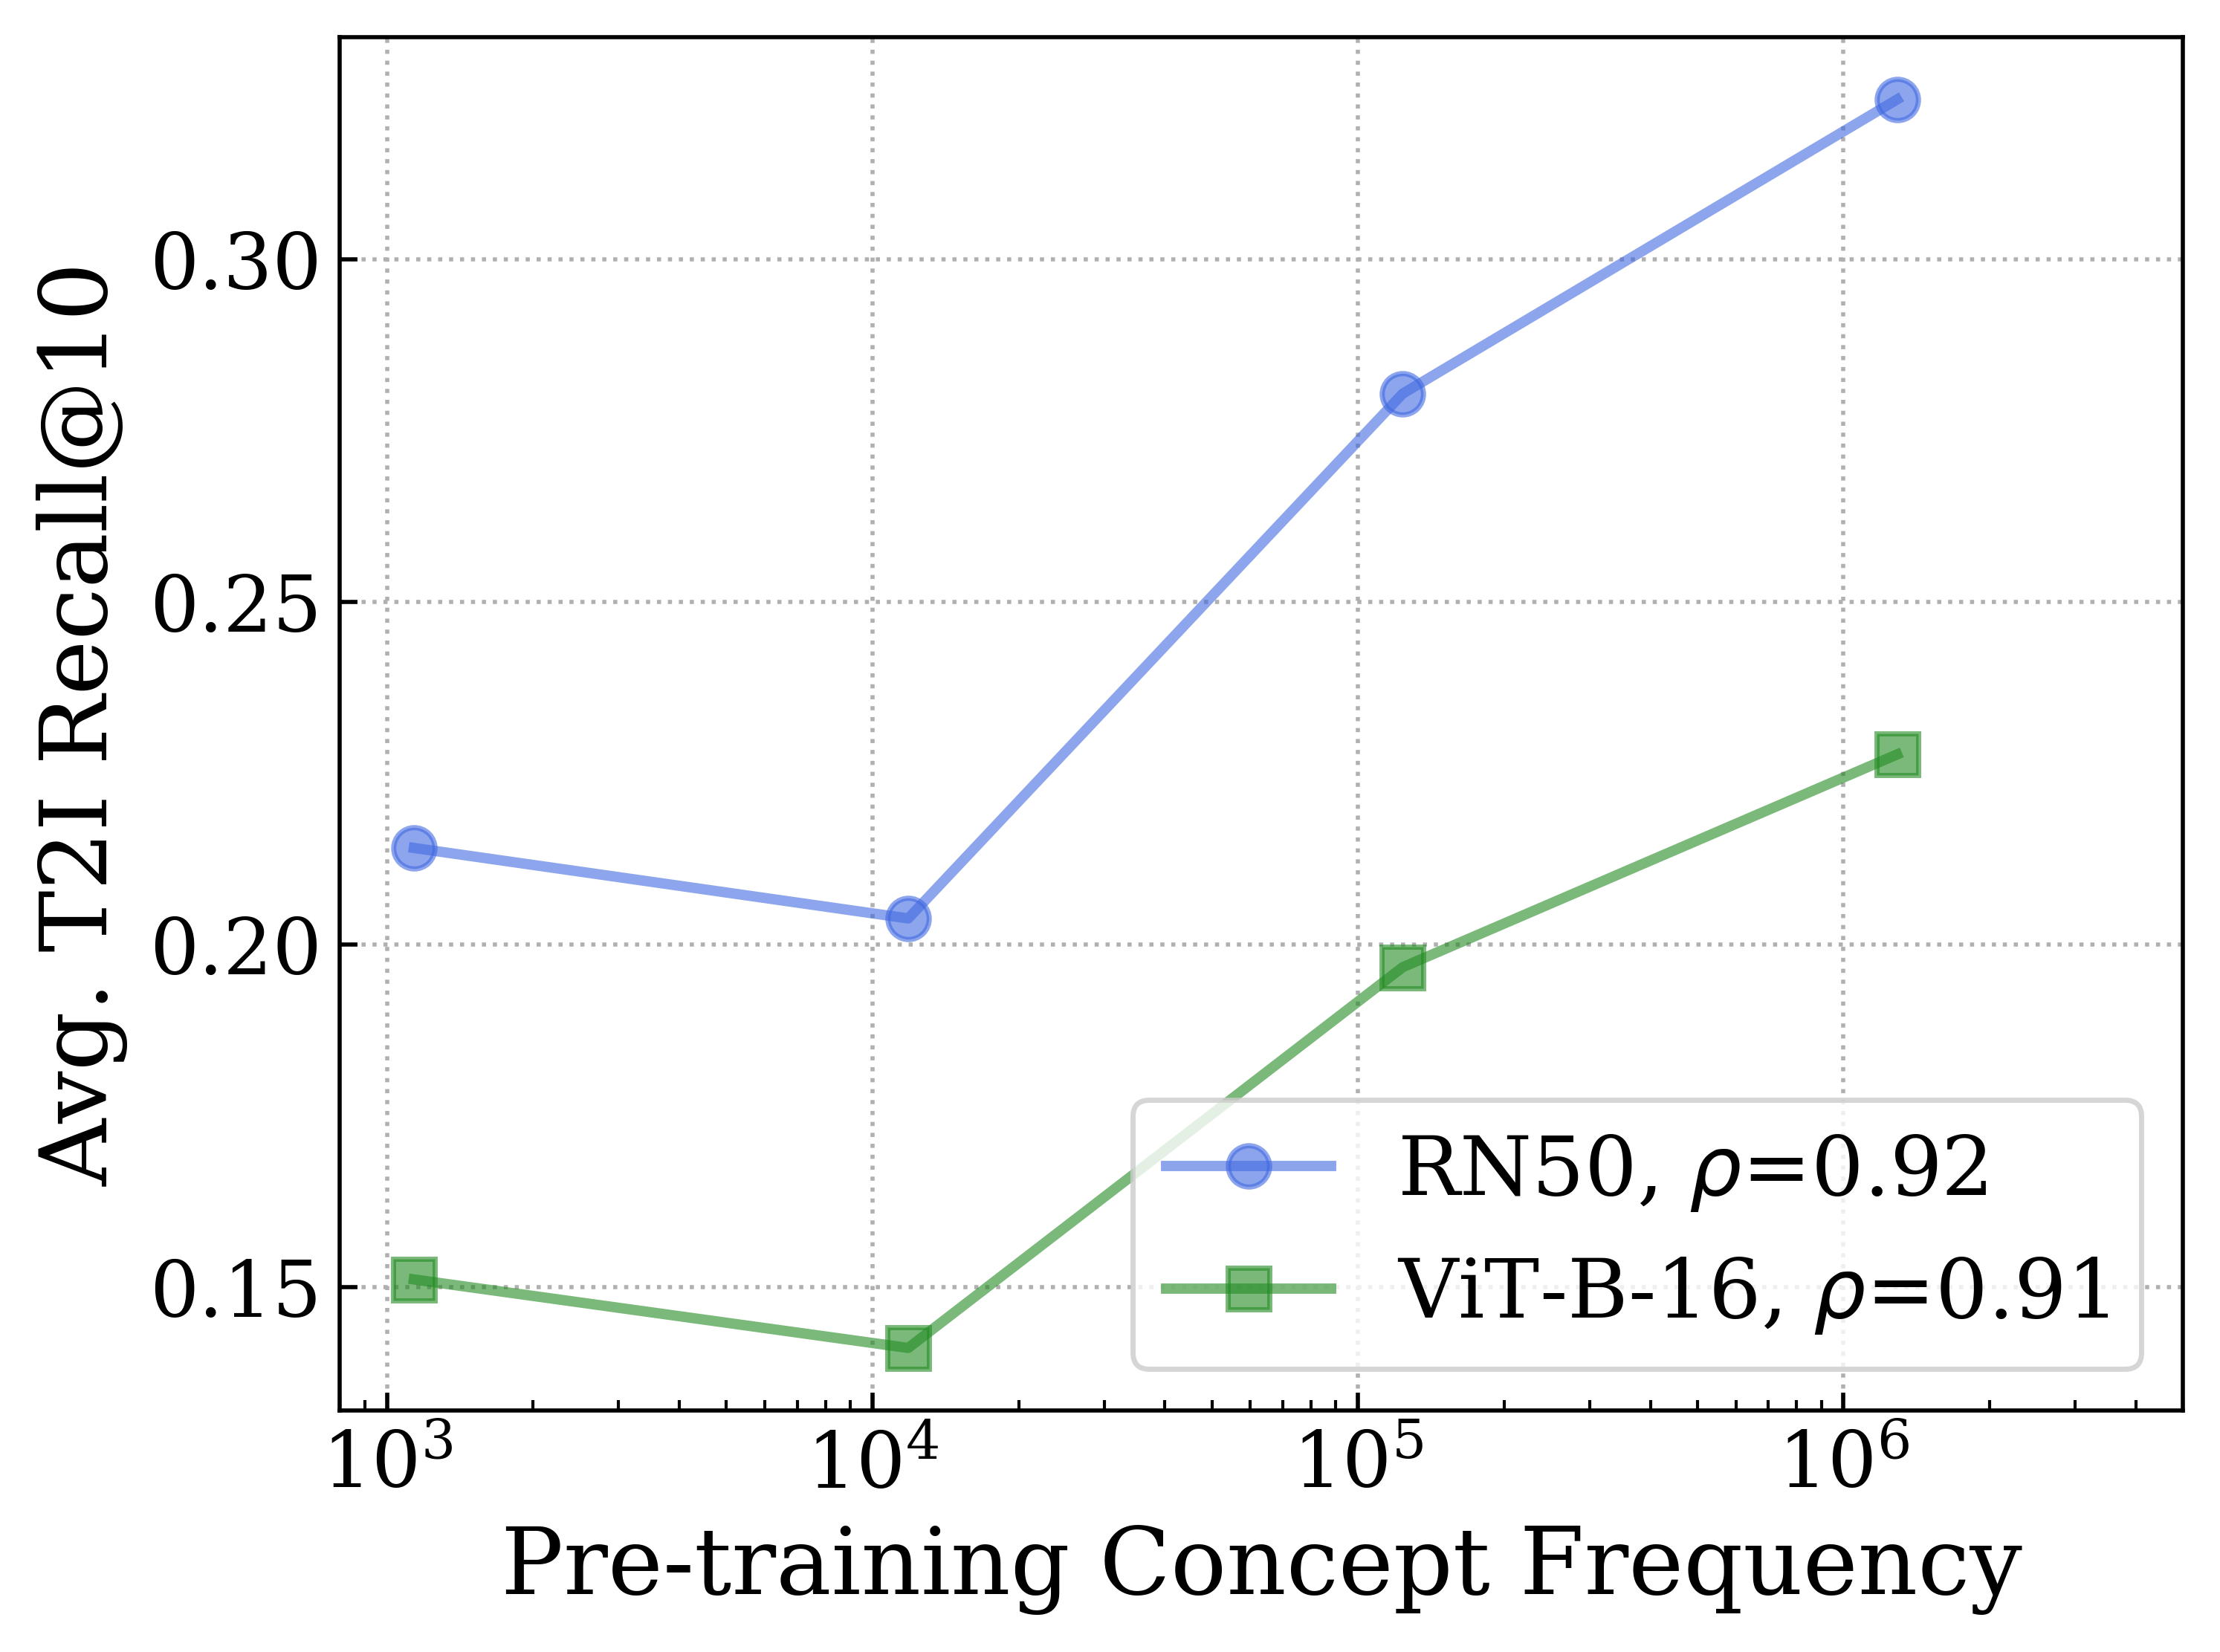 Avg. T2I Recall@10
0.30
0.25
0.20
0.15
RN50, ρ=0.92
ViT-B-16, ρ=0.91
10³ 10⁴ 10⁵ 10⁶
Pre-training Concept Frequency